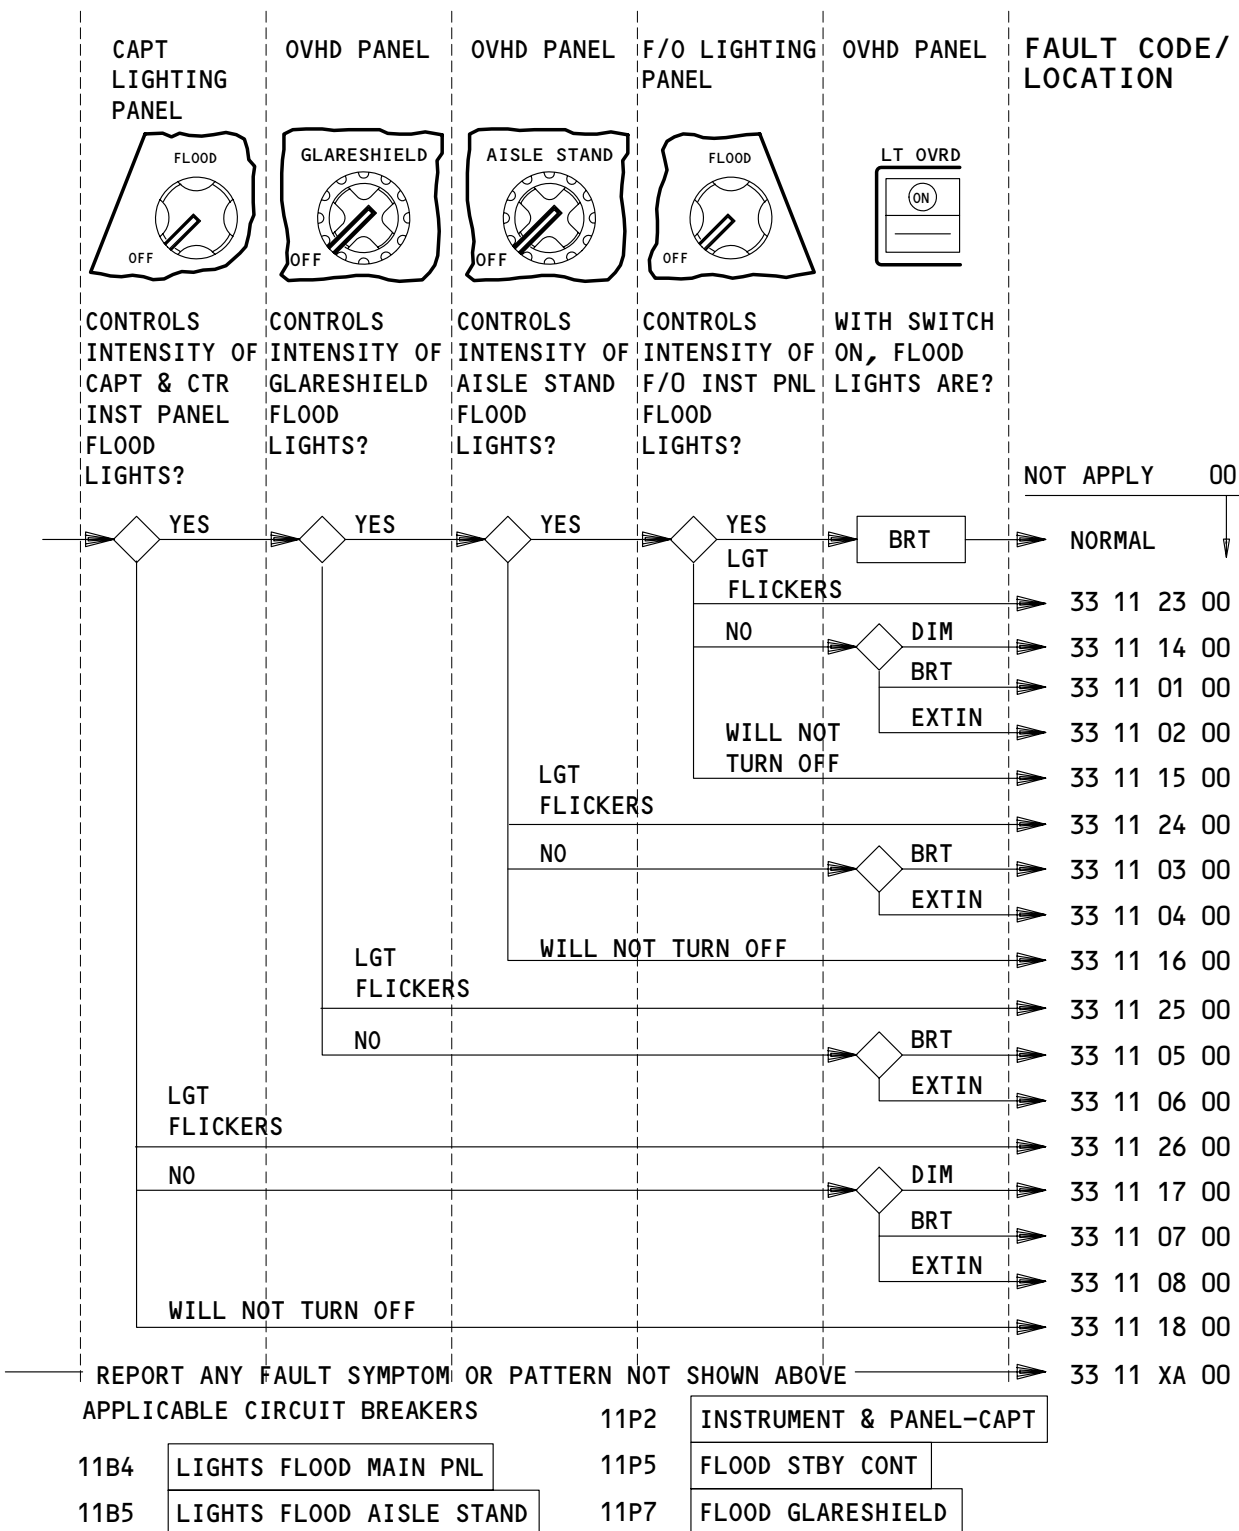 CAPT
LIGHTING
PANEL
OVHD PANEL
OVHD PANEL
F/O LIGHTING
PANEL
OVHD PANEL
FAULT CODE/
LOCATION
FLOOD
OFF
GLARESHIELD
OFF
AISLE STAND
OFF
FLOOD
OFF
LT OVRD
ON
CONTROLS
INTENSITY OF
CAPT & CTR
INST PANEL
FLOOD
LIGHTS?
CONTROLS
INTENSITY OF
GLARESHIELD
FLOOD
LIGHTS?
CONTROLS
INTENSITY OF
AISLE STAND
FLOOD
LIGHTS?
CONTROLS
INTENSITY OF
F/O INST PNL
FLOOD
LIGHTS?
WITH SWITCH
ON, FLOOD
LIGHTS ARE?
NOT APPLY 00
YES
YES
YES
YES
BRT
NORMAL
LGT
FLICKERS
33 11 23 00
NO
DIM
33 11 14 00
BRT
33 11 01 00
EXTIN
33 11 02 00
WILL NOT
TURN OFF
33 11 15 00
LGT
FLICKERS
33 11 24 00
NO
BRT
33 11 03 00
EXTIN
33 11 04 00
WILL NOT TURN OFF
33 11 16 00
LGT
FLICKERS
33 11 25 00
NO
BRT
33 11 05 00
EXTIN
33 11 06 00
LGT
FLICKERS
33 11 26 00
NO
DIM
33 11 17 00
BRT
33 11 07 00
EXTIN
33 11 08 00
WILL NOT TURN OFF
33 11 18 00
REPORT ANY FAULT SYMPTOM OR PATTERN NOT SHOWN ABOVE
33 11 XA 00
APPLICABLE CIRCUIT BREAKERS
11B4 LIGHTS FLOOD MAIN PNL
11B5 LIGHTS FLOOD AISLE STAND
11P2 INSTRUMENT & PANEL-CAPT
11P5 FLOOD STBY CONT
11P7 FLOOD GLARESHIELD